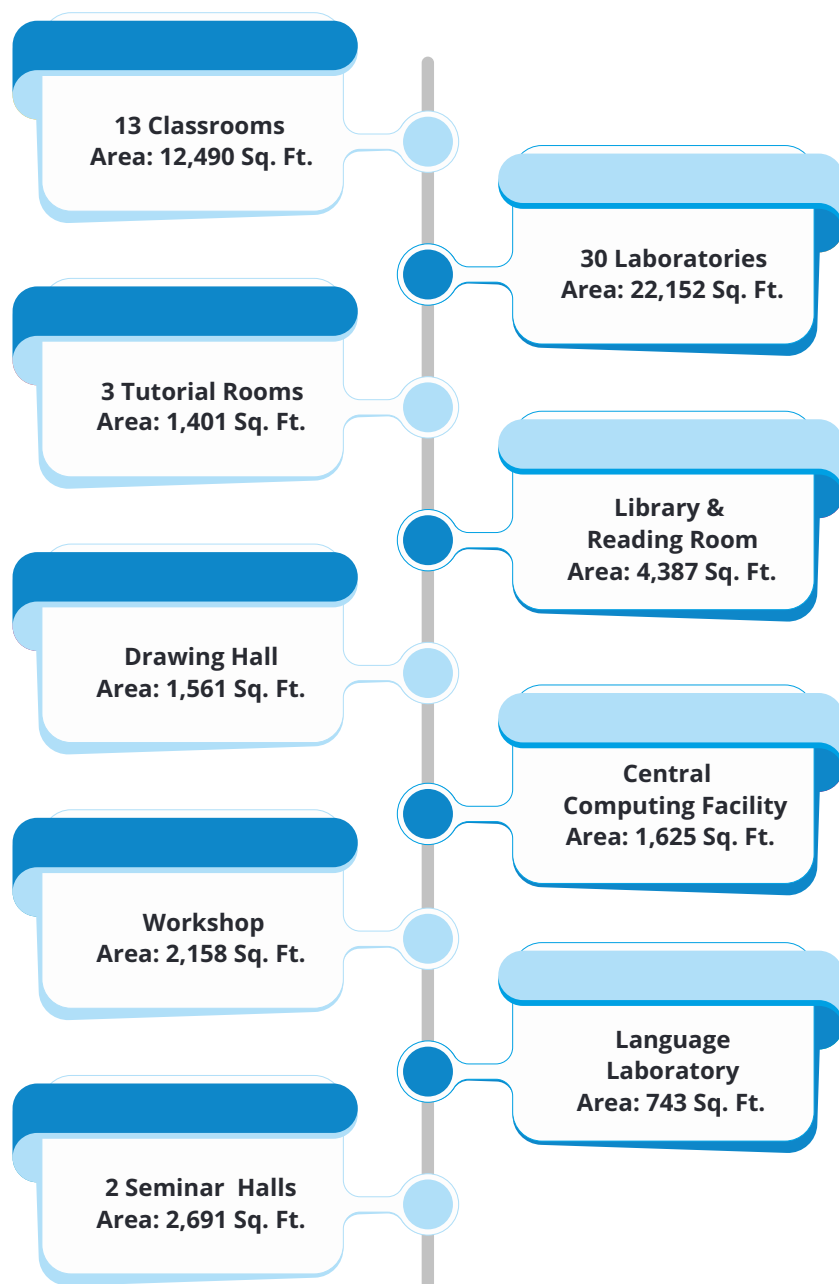 13 Classrooms
Area: 12,490 Sq. Ft.
30 Laboratories
Area: 22,152 Sq. Ft.
3 Tutorial Rooms
Area: 1,401 Sq. Ft.
Library &
Reading Room
Area: 4,387 Sq. Ft.
Drawing Hall
Area: 1,561 Sq. Ft.
Central
Computing Facility
Area: 1,625 Sq. Ft.
Workshop
Area: 2,158 Sq. Ft.
Language
Laboratory
Area: 743 Sq. Ft.
2 Seminar Halls
Area: 2,691 Sq. Ft.